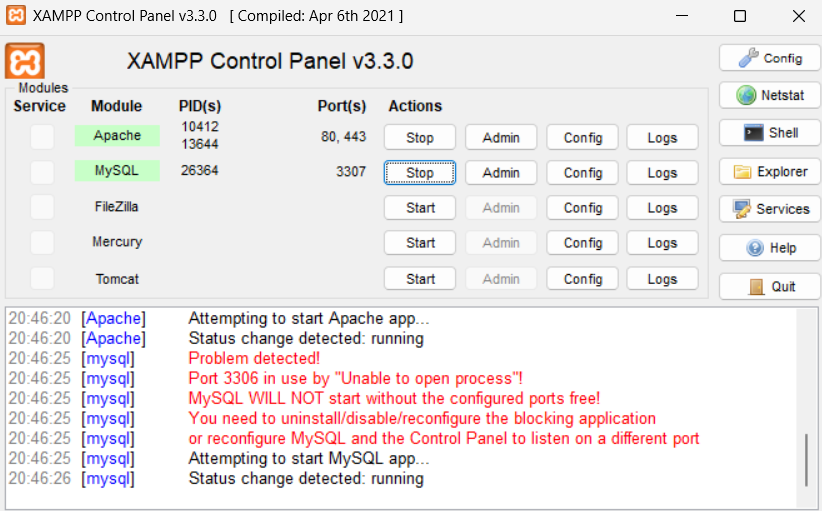 XAMPP Control Panel v3.3.0 [ Compiled: Apr 6th 2021 ]
XAMPP Control Panel v3.3.0
Config
Modules
Service Module PID(s) Port(s) Actions
Netstat
Apache 10412 13644 80, 443 Stop Admin Config Logs
Shell
MySQL 26364 3307 Stop Admin Config Logs
Explorer
FileZilla Start Admin Config Logs
Services
Mercury Start Admin Config Logs
Help
Tomcat Start Admin Config Logs
Quit
20:46:20 [Apache] Attempting to start Apache app...
20:46:20 [Apache] Status change detected: running
20:46:25 [mysql] Problem detected!
20:46:25 [mysql] Port 3306 in use by "Unable to open process"!
20:46:25 [mysql] MySQL WILL NOT start without the configured ports free!
20:46:25 [mysql] You need to uninstall/disable/reconfigure the blocking application
20:46:25 [mysql] or reconfigure MySQL and the Control Panel to listen on a different port
20:46:25 [mysql] Attempting to start MySQL app...
20:46:26 [mysql] Status change detected: running